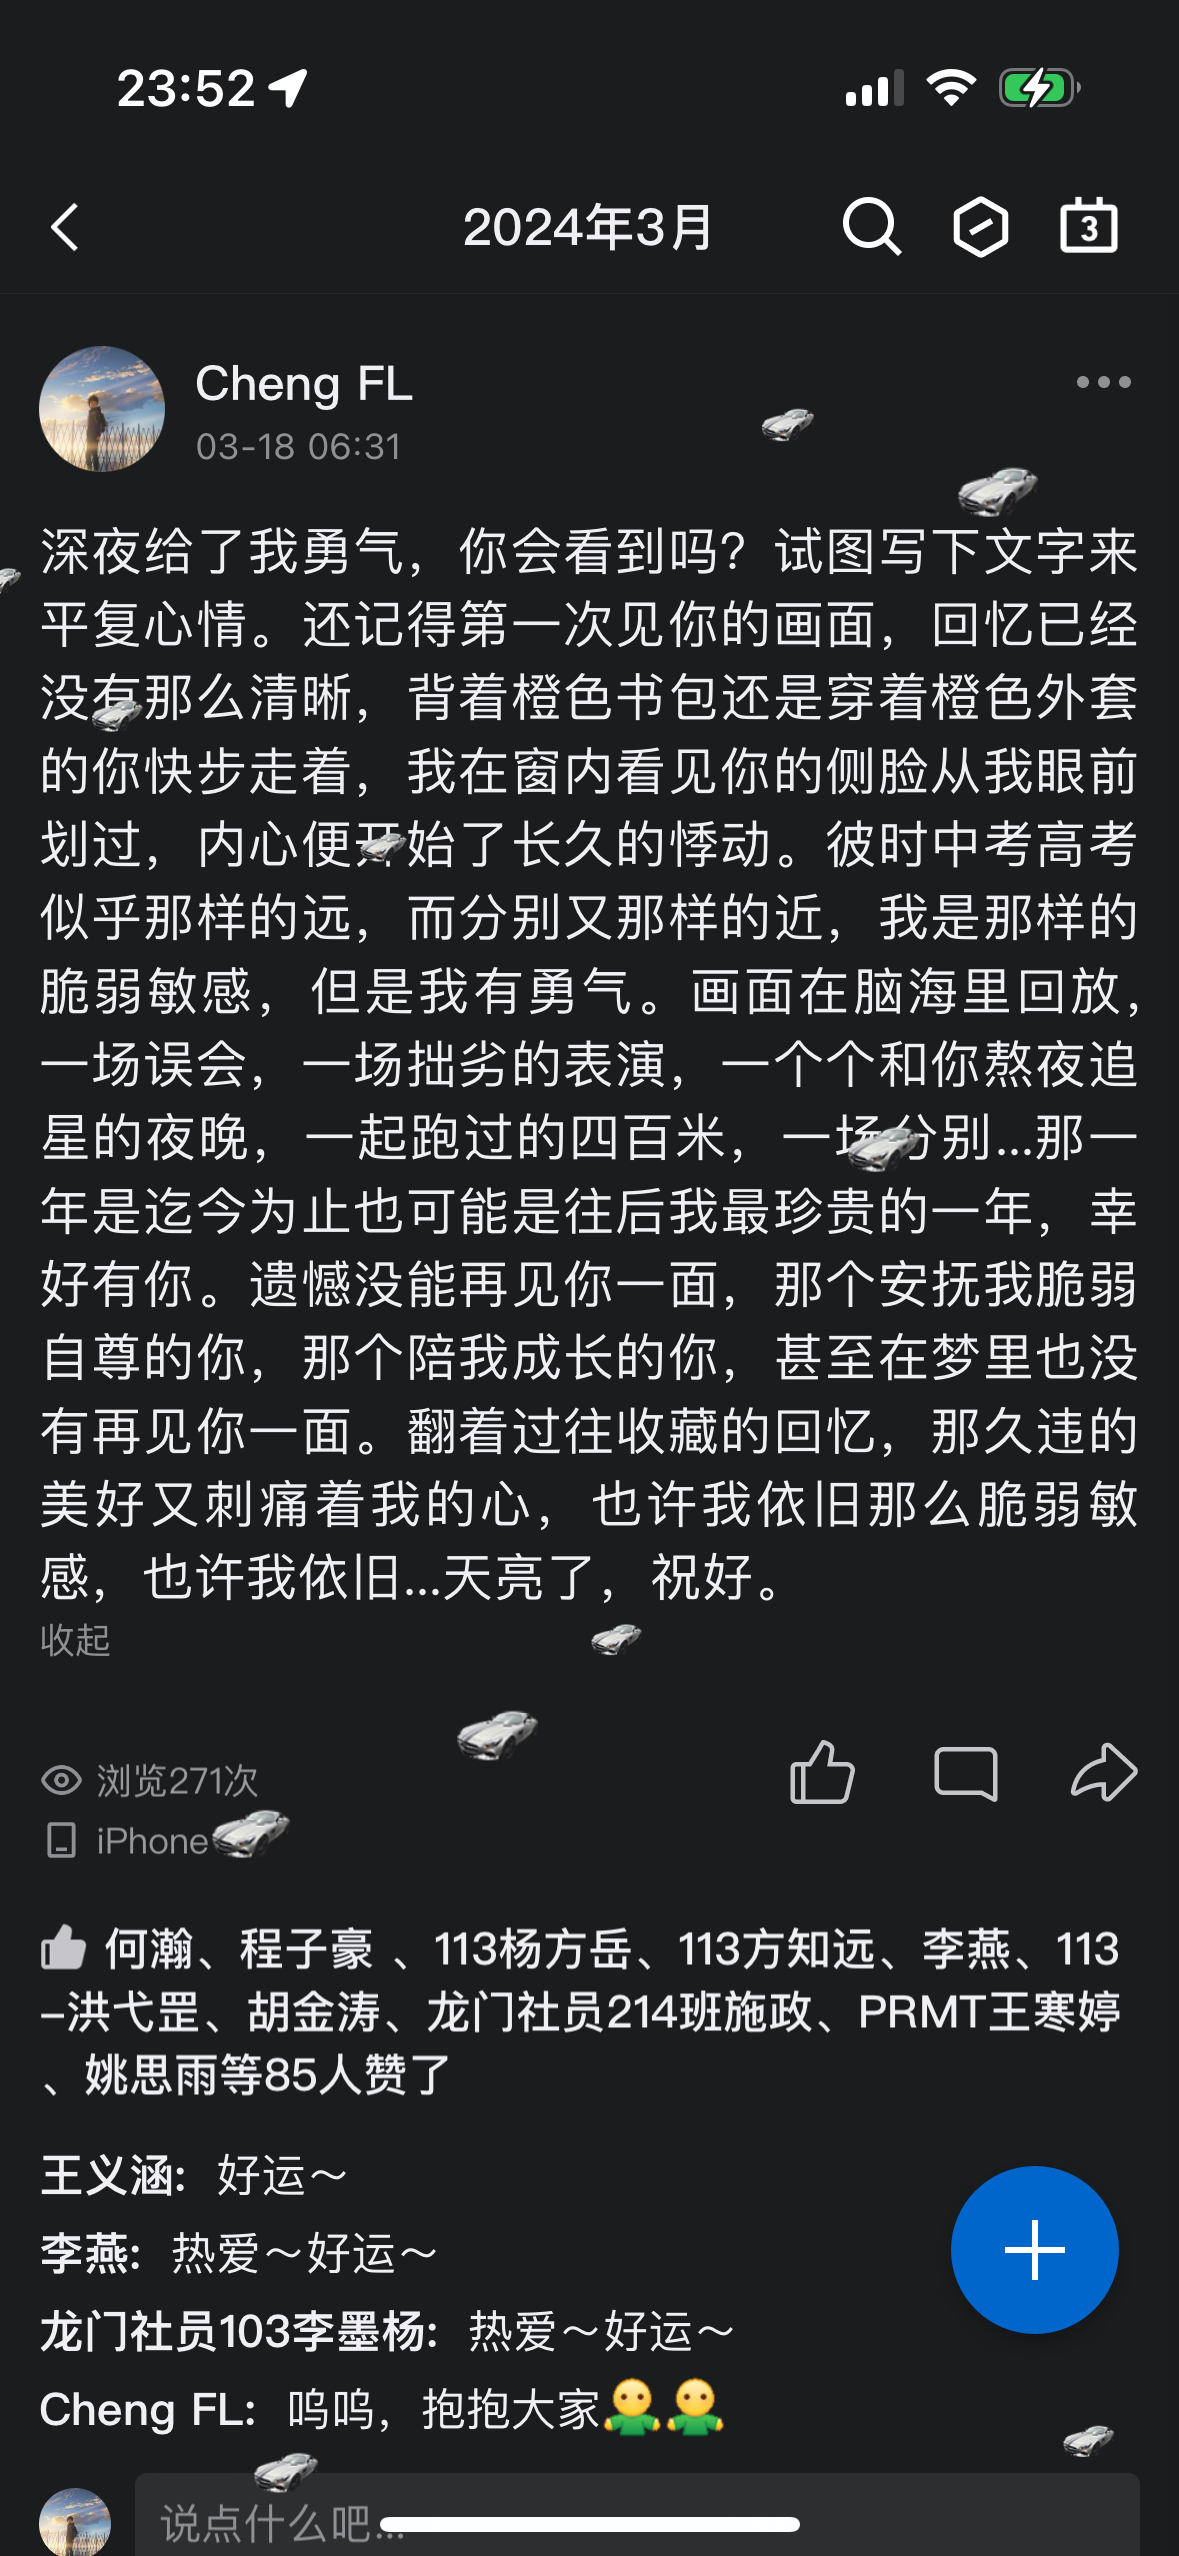 23:52
2024年3月
3
Cheng FL
03-18 06:31
深夜给了我勇气，你会看到吗？试图写下文字来
平复心情。还记得第一次见你的画面，回忆已经
没有那么清晰，背着橙色书包还是穿着橙色外套
的你快步走着，我在窗内看见你的侧脸从我眼前
划过，内心便开始了长久的悸动。彼时中考高考
似乎那样的远，而分别又那样的近，我是那样的
脆弱敏感，但是我有勇气。画面在脑海里回放，
一场误会，一场拙劣的表演，一个个和你熬夜追
星的夜晚，一起跑过的四百米，一场分别...那一
年是迄今为止也可能是往后我最珍贵的一年，幸
好有你。遗憾没能再见你一面，那个安抚我脆弱
自尊的你，那个陪我成长的你，甚至在梦里也没
有再见你一面。翻着过往收藏的回忆，那久违的
美好又刺痛着我的心，也许我依旧那么脆弱敏
感，也许我依旧...天亮了，祝好。
收起
浏览271次
iPhone
何瀚、程子豪 、113杨方岳、113方知远、李燕、113
-洪弋罡、胡金涛、龙门社员214班施政、PRMT王寒婷
、姚思雨等85人赞了
王义涵：好运～
李燕：热爱～好运～
龙门社员103李墨杨：热爱～好运～
Cheng FL：呜呜，抱抱大家
说点什么吧...